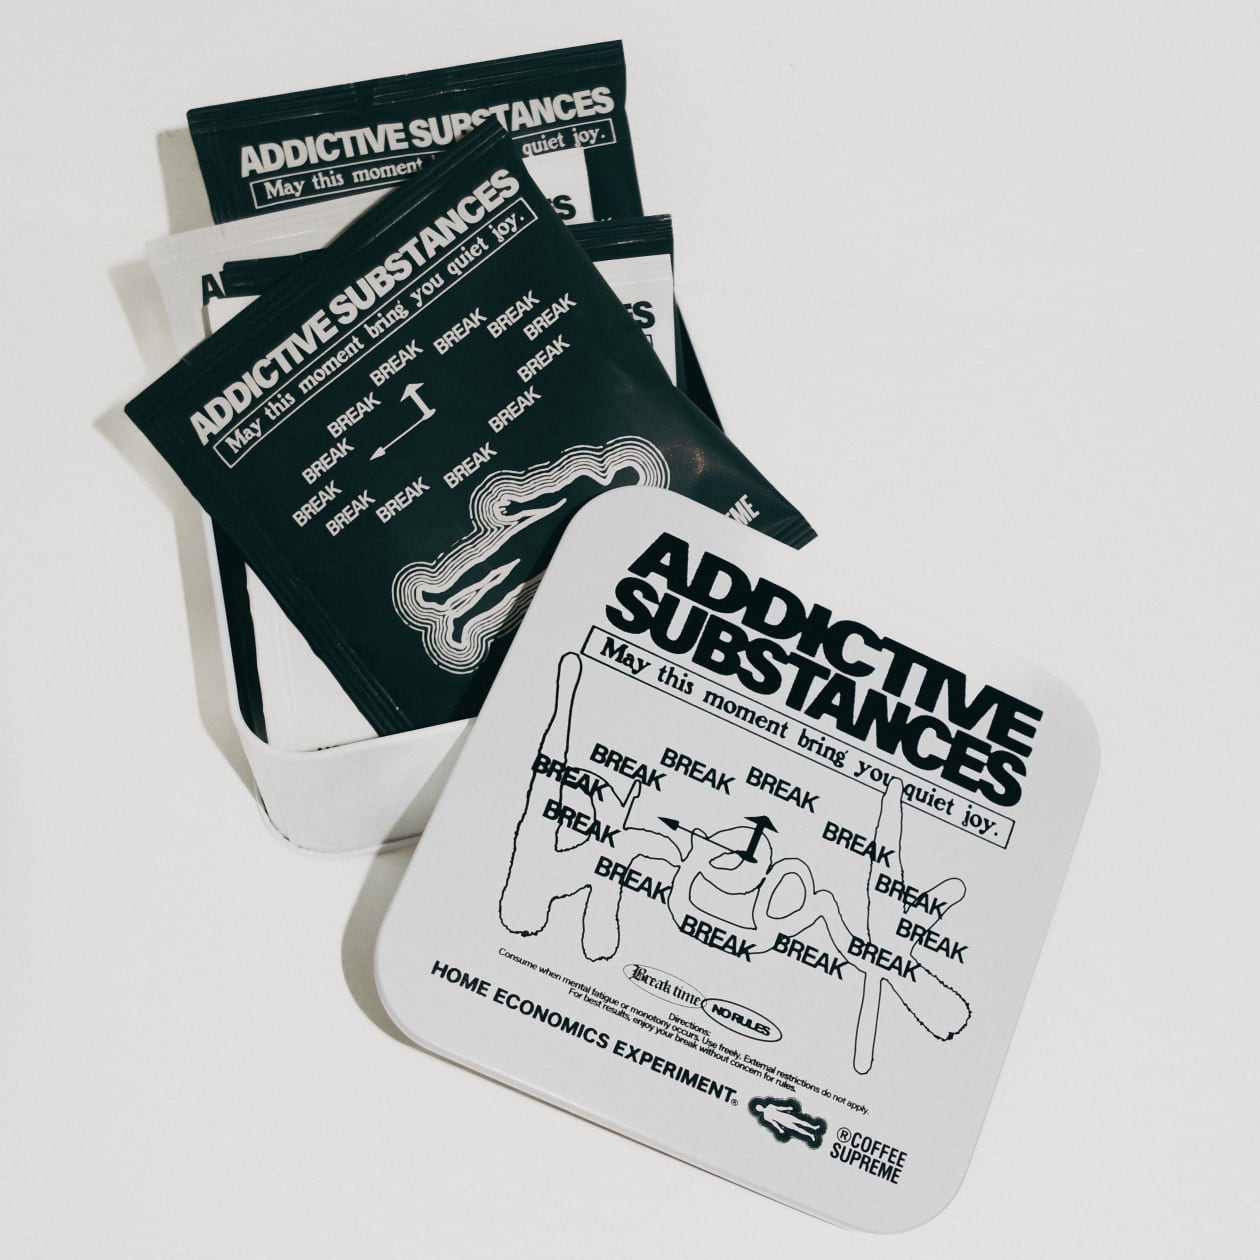 ADDICTIVE SUBSTANCES
May this moment
quiet joy.
ADDICTIVE SUBSTANCES
May this moment bring you quiet joy.
BREAK
BREAK
BREAK
BREAK
BREAK
BREAK
BREAK
BREAK
BREAK
BREAK
BREAK
BREAK
BREAK
ADDICTIVE
SUBSTANCES
May this moment bring you quiet joy.
BREAK
BREAK
BREAK
BREAK
BREAK
BREAK
BREAK
BREAK
BREAK
BREAK
BREAK
BREAK
break
Break time
NO RULES
Directions:
Consume when mental fatigue or monotony occurs. Use freely. External restrictions do not apply.
For best results, enjoy your break without concern for rules.
HOME ECONOMICS EXPERIMENT®
®COFFEE
SUPREME